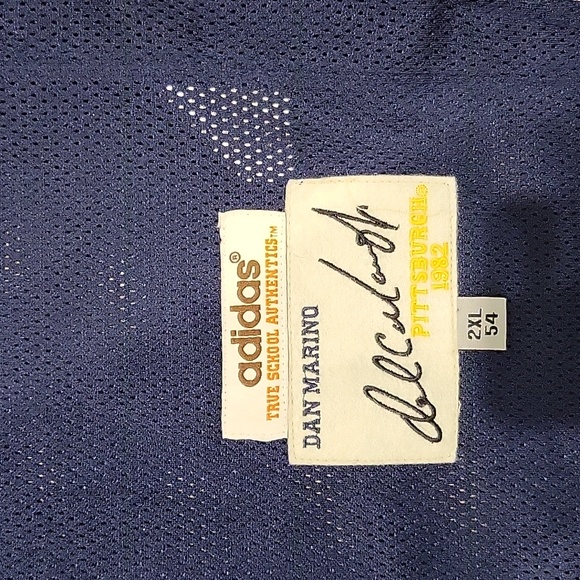 adidas®
TRUE SCHOOL AUTHENTICS™
DAN MARINO
PITTSBURGH®
1982
2XL
54